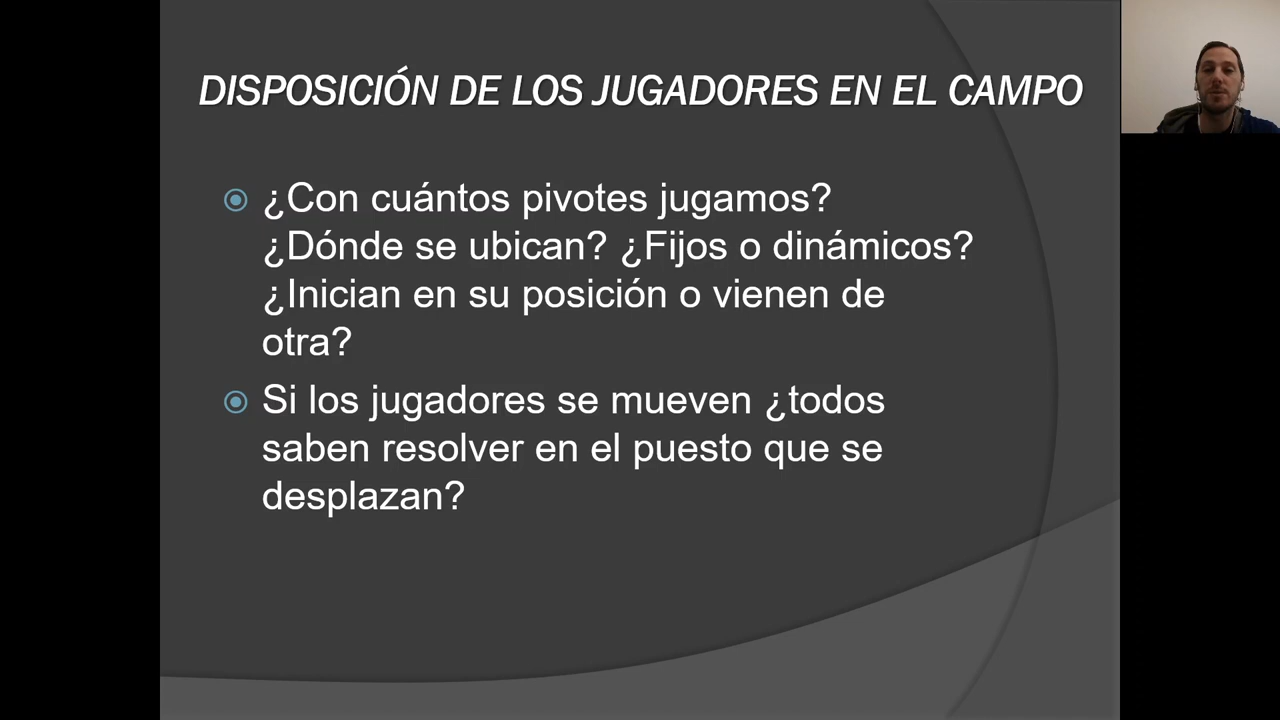 DISPOSICIÓN DE LOS JUGADORES EN EL CAMPO
¿Con cuántos pivotes jugamos?
¿Dónde se ubican? ¿Fijos o dinámicos?
¿Inician en su posición o vienen de
otra?
Si los jugadores se mueven ¿todos
saben resolver en el puesto que se
desplazan?